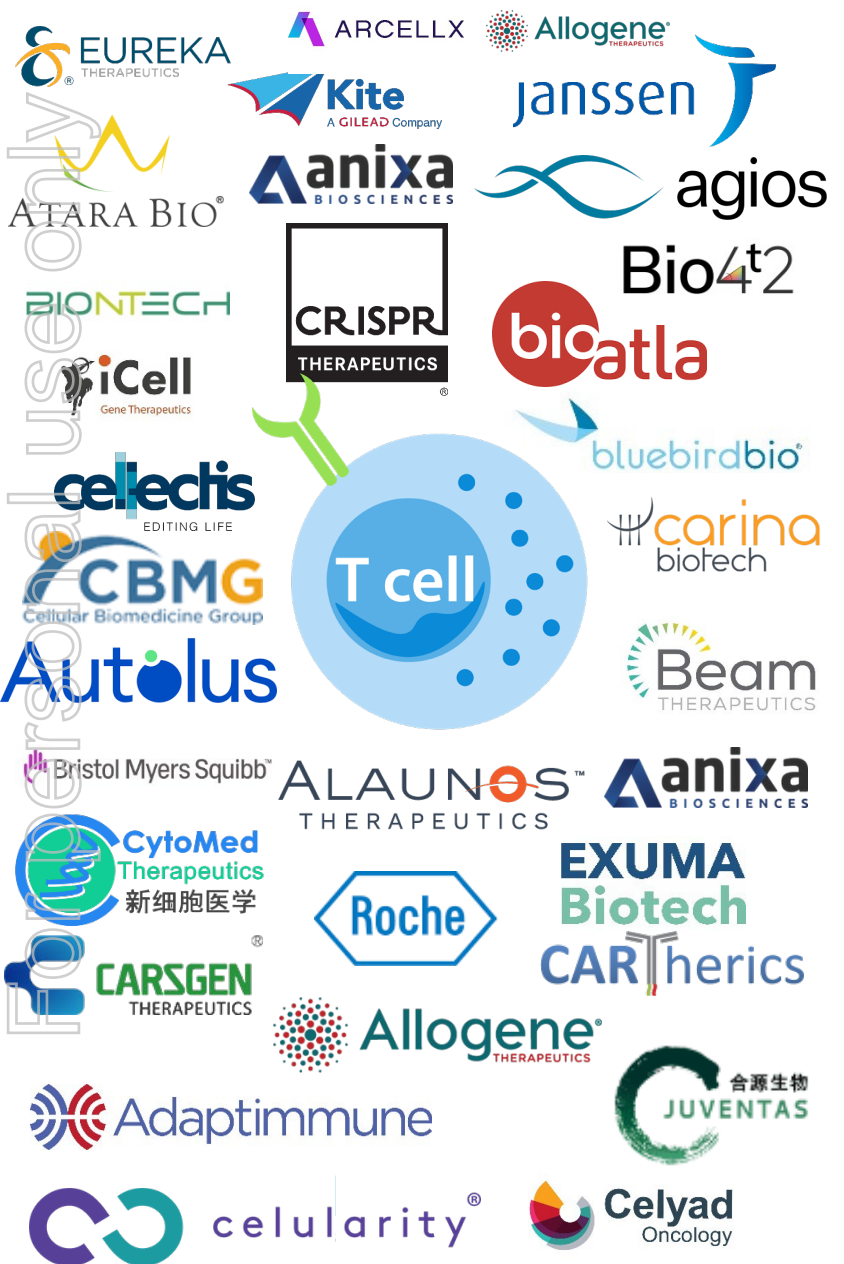 ARCELLX
Allogene
THERAPEUTICS
EUREKA
THERAPEUTICS
®
Kite
A GILEAD Company
Janssen
ATARA BIO®
anixa
BIOSCIENCES
agios
Bio4t2
BIONTECH
CRISPR
THERAPEUTICS
®
bioatla
iCell
Gene Therapeutics
bluebirdbio®
cellectis
EDITING LIFE
carina
biotech
CBMG
Cellular Biomedicine Group
T cell
Autolus
Beam
THERAPEUTICS
Bristol Myers Squibb™
ALAUNOS™
THERAPEUTICS
anixa
BIOSCIENCES
CytoMed
Therapeutics
新细胞医学
Roche
EXUMA
Biotech
CARTherics
®
CARSGEN
THERAPEUTICS
Allogene
THERAPEUTICS
合源生物
JUVENTAS
Adaptimmune
celularity®
Celyad
Oncology
For personal use only